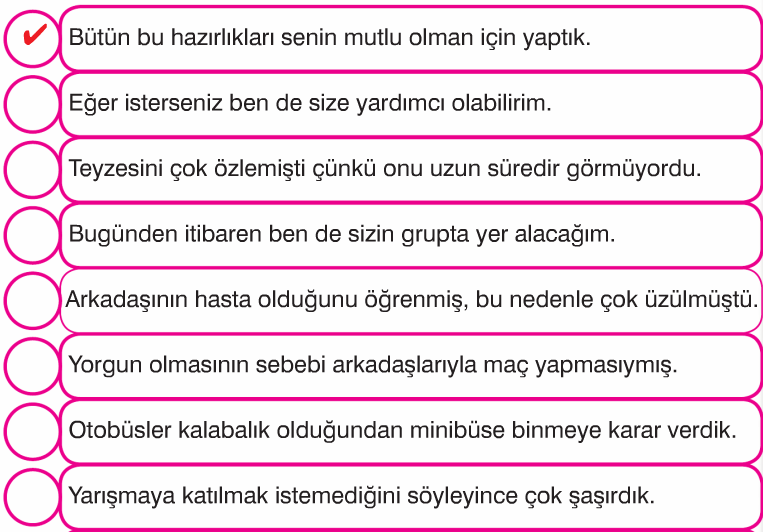 Bütün bu hazırlıkları senin mutlu olman için yaptık.
Eğer isterseniz ben de size yardımcı olabilirim.
Teyzesini çok özlemişti çünkü onu uzun süredir görmüyordu.
Bugünden itibaren ben de sizin grupta yer alacağım.
Arkadaşının hasta olduğunu öğrenmiş, bu nedenle çok üzülmüştü.
Yorgun olmasının sebebi arkadaşlarıyla maç yapmasıymış.
Otobüsler kalabalık olduğundan minibüse binmeye karar verdik.
Yarışmaya katılmak istemediğini söyleyince çok şaşırdık.